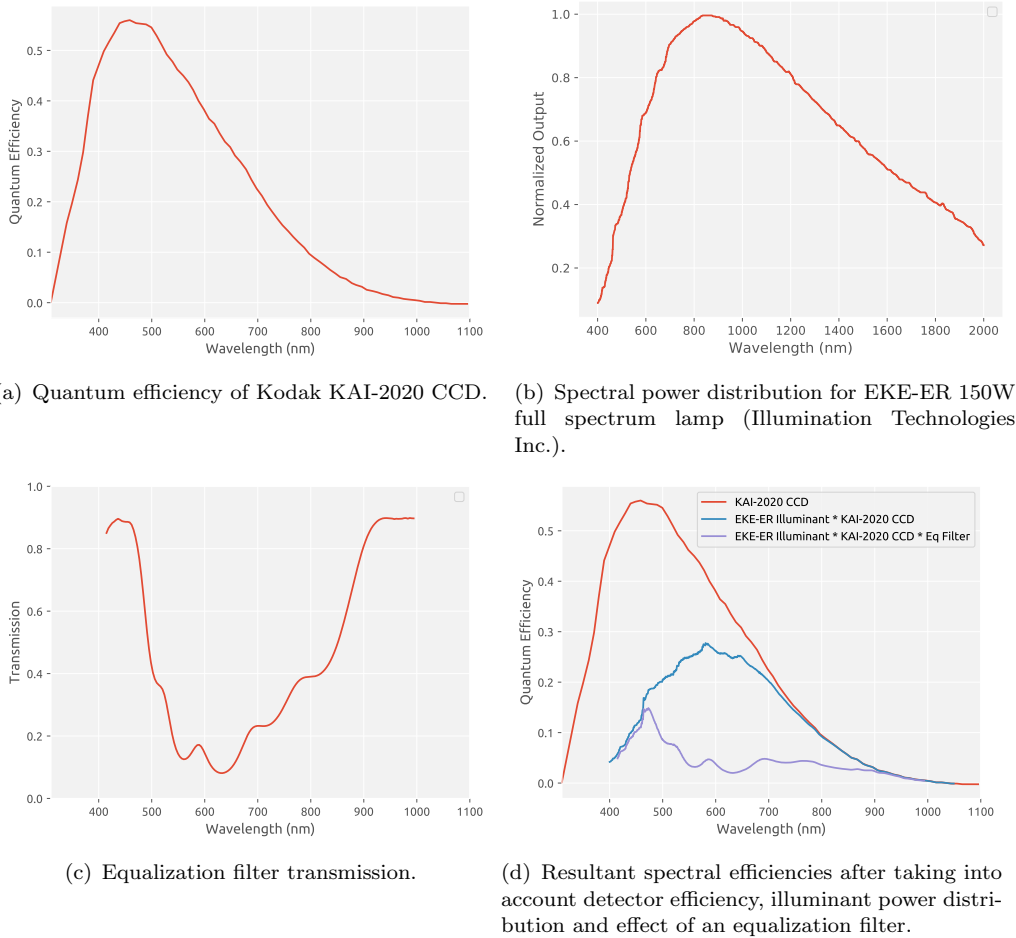 Quantum Efficiency
0.5
0.4
0.3
0.2
0.1
0.0
400 500 600 700 800 900 1000 1100
Wavelength (nm)
Normalized Output
1.0
0.8
0.6
0.4
0.2
400 600 800 1000 1200 1400 1600 1800 2000
Wavelength (nm)
a) Quantum efficiency of Kodak KAI-2020 CCD.
(b) Spectral power distribution for EKE-ER 150W
full spectrum lamp (Illumination Technologies
Inc.).
Transmission
1.0
0.8
0.6
0.4
0.2
0.0
400 500 600 700 800 900 1000 1100
Wavelength (nm)
KAI-2020 CCD
EKE-ER Illuminant * KAI-2020 CCD
EKE-ER Illuminant * KAI-2020 CCD * Eq Filter
Quantum Efficiency
0.5
0.4
0.3
0.2
0.1
0.0
400 500 600 700 800 900 1000 1100
Wavelength (nm)
(c) Equalization filter transmission.
(d) Resultant spectral efficiencies after taking into
account detector efficiency, illuminant power distri-
bution and effect of an equalization filter.